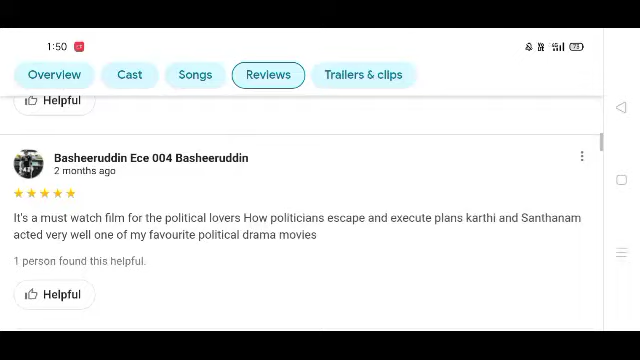 1:50
Overview Cast Songs Reviews Trailers & clips
Helpful
Basheeruddin Ece 004 Basheeruddin
2 months ago
It's a must watch film for the political lovers How politicians escape and execute plans karthi and Santhanam
acted very well one of my favourite political drama movies
1 person found this helpful.
Helpful